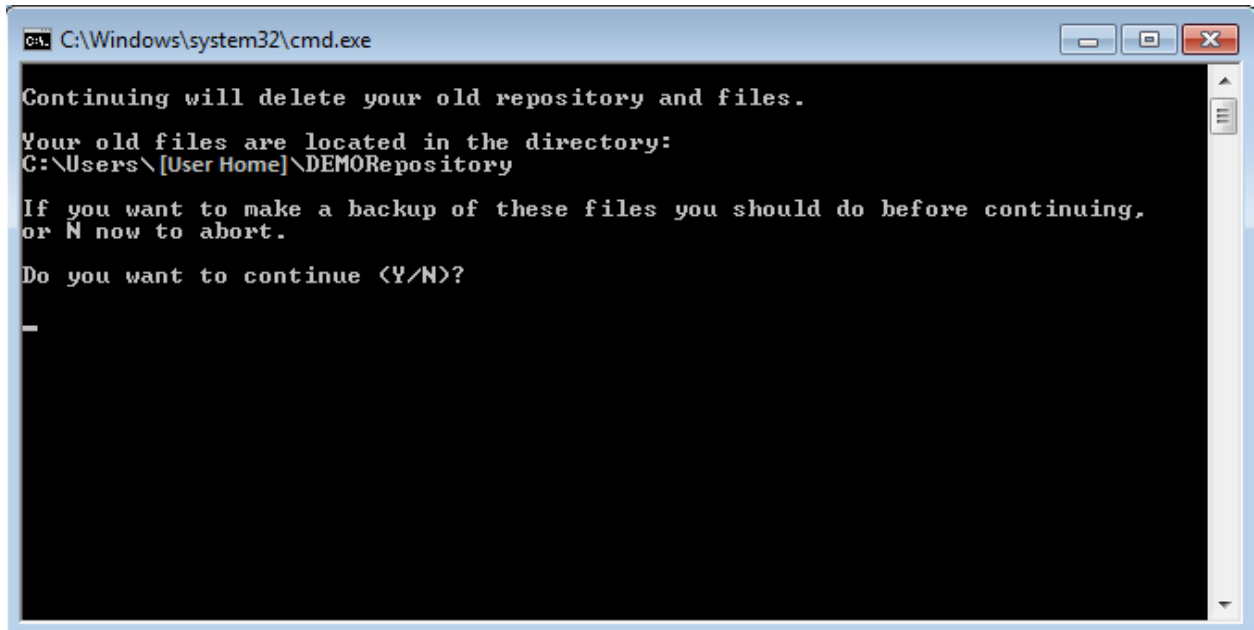 C:\Windows\system32\cmd.exe
Continuing will delete your old repository and files.
Your old files are located in the directory:
C:\Users\[User Home]\DEMORepository
If you want to make a backup of these files you should do before continuing,
or N now to abort.
Do you want to continue (Y/N)?